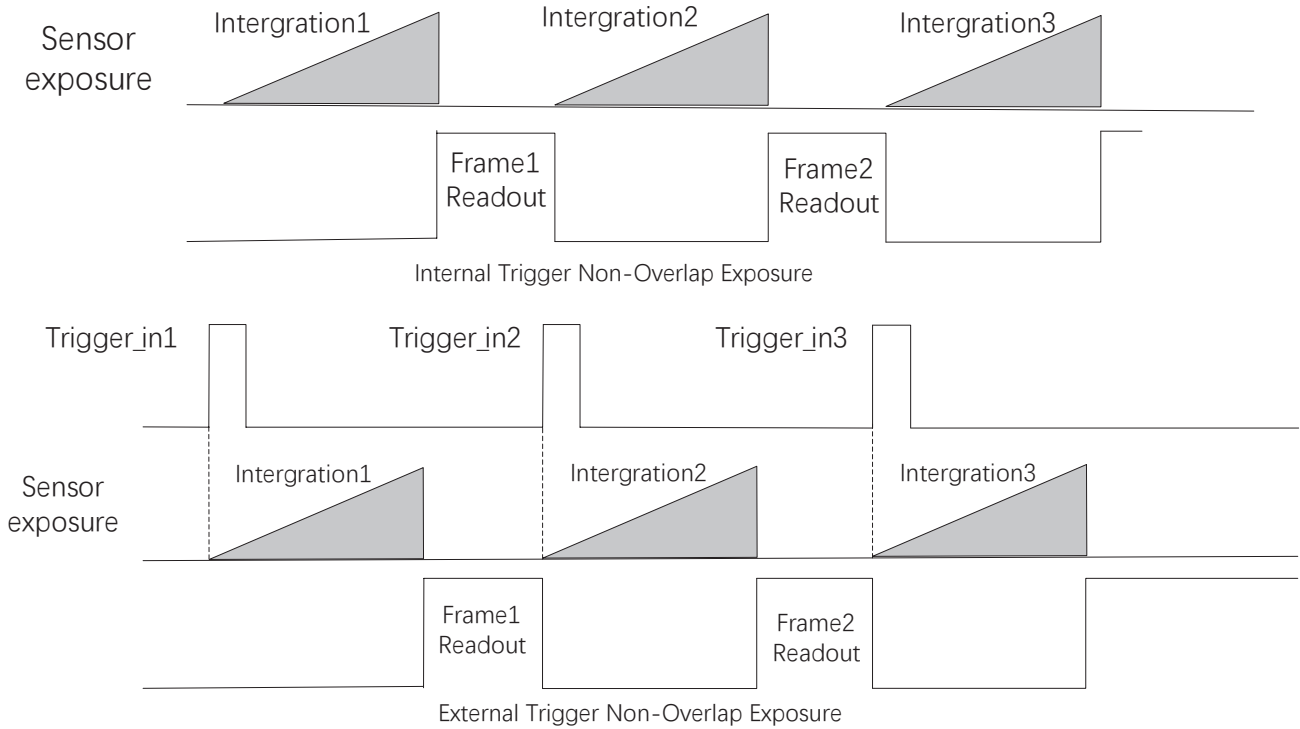 Intergration1
Intergration2
Intergration3
Sensor
exposure
Frame1
Readout
Frame2
Readout
Internal Trigger Non-Overlap Exposure
Trigger_in1
Trigger_in2
Trigger_in3
Intergration1
Intergration2
Intergration3
Sensor
exposure
Frame1
Readout
Frame2
Readout
External Trigger Non-Overlap Exposure